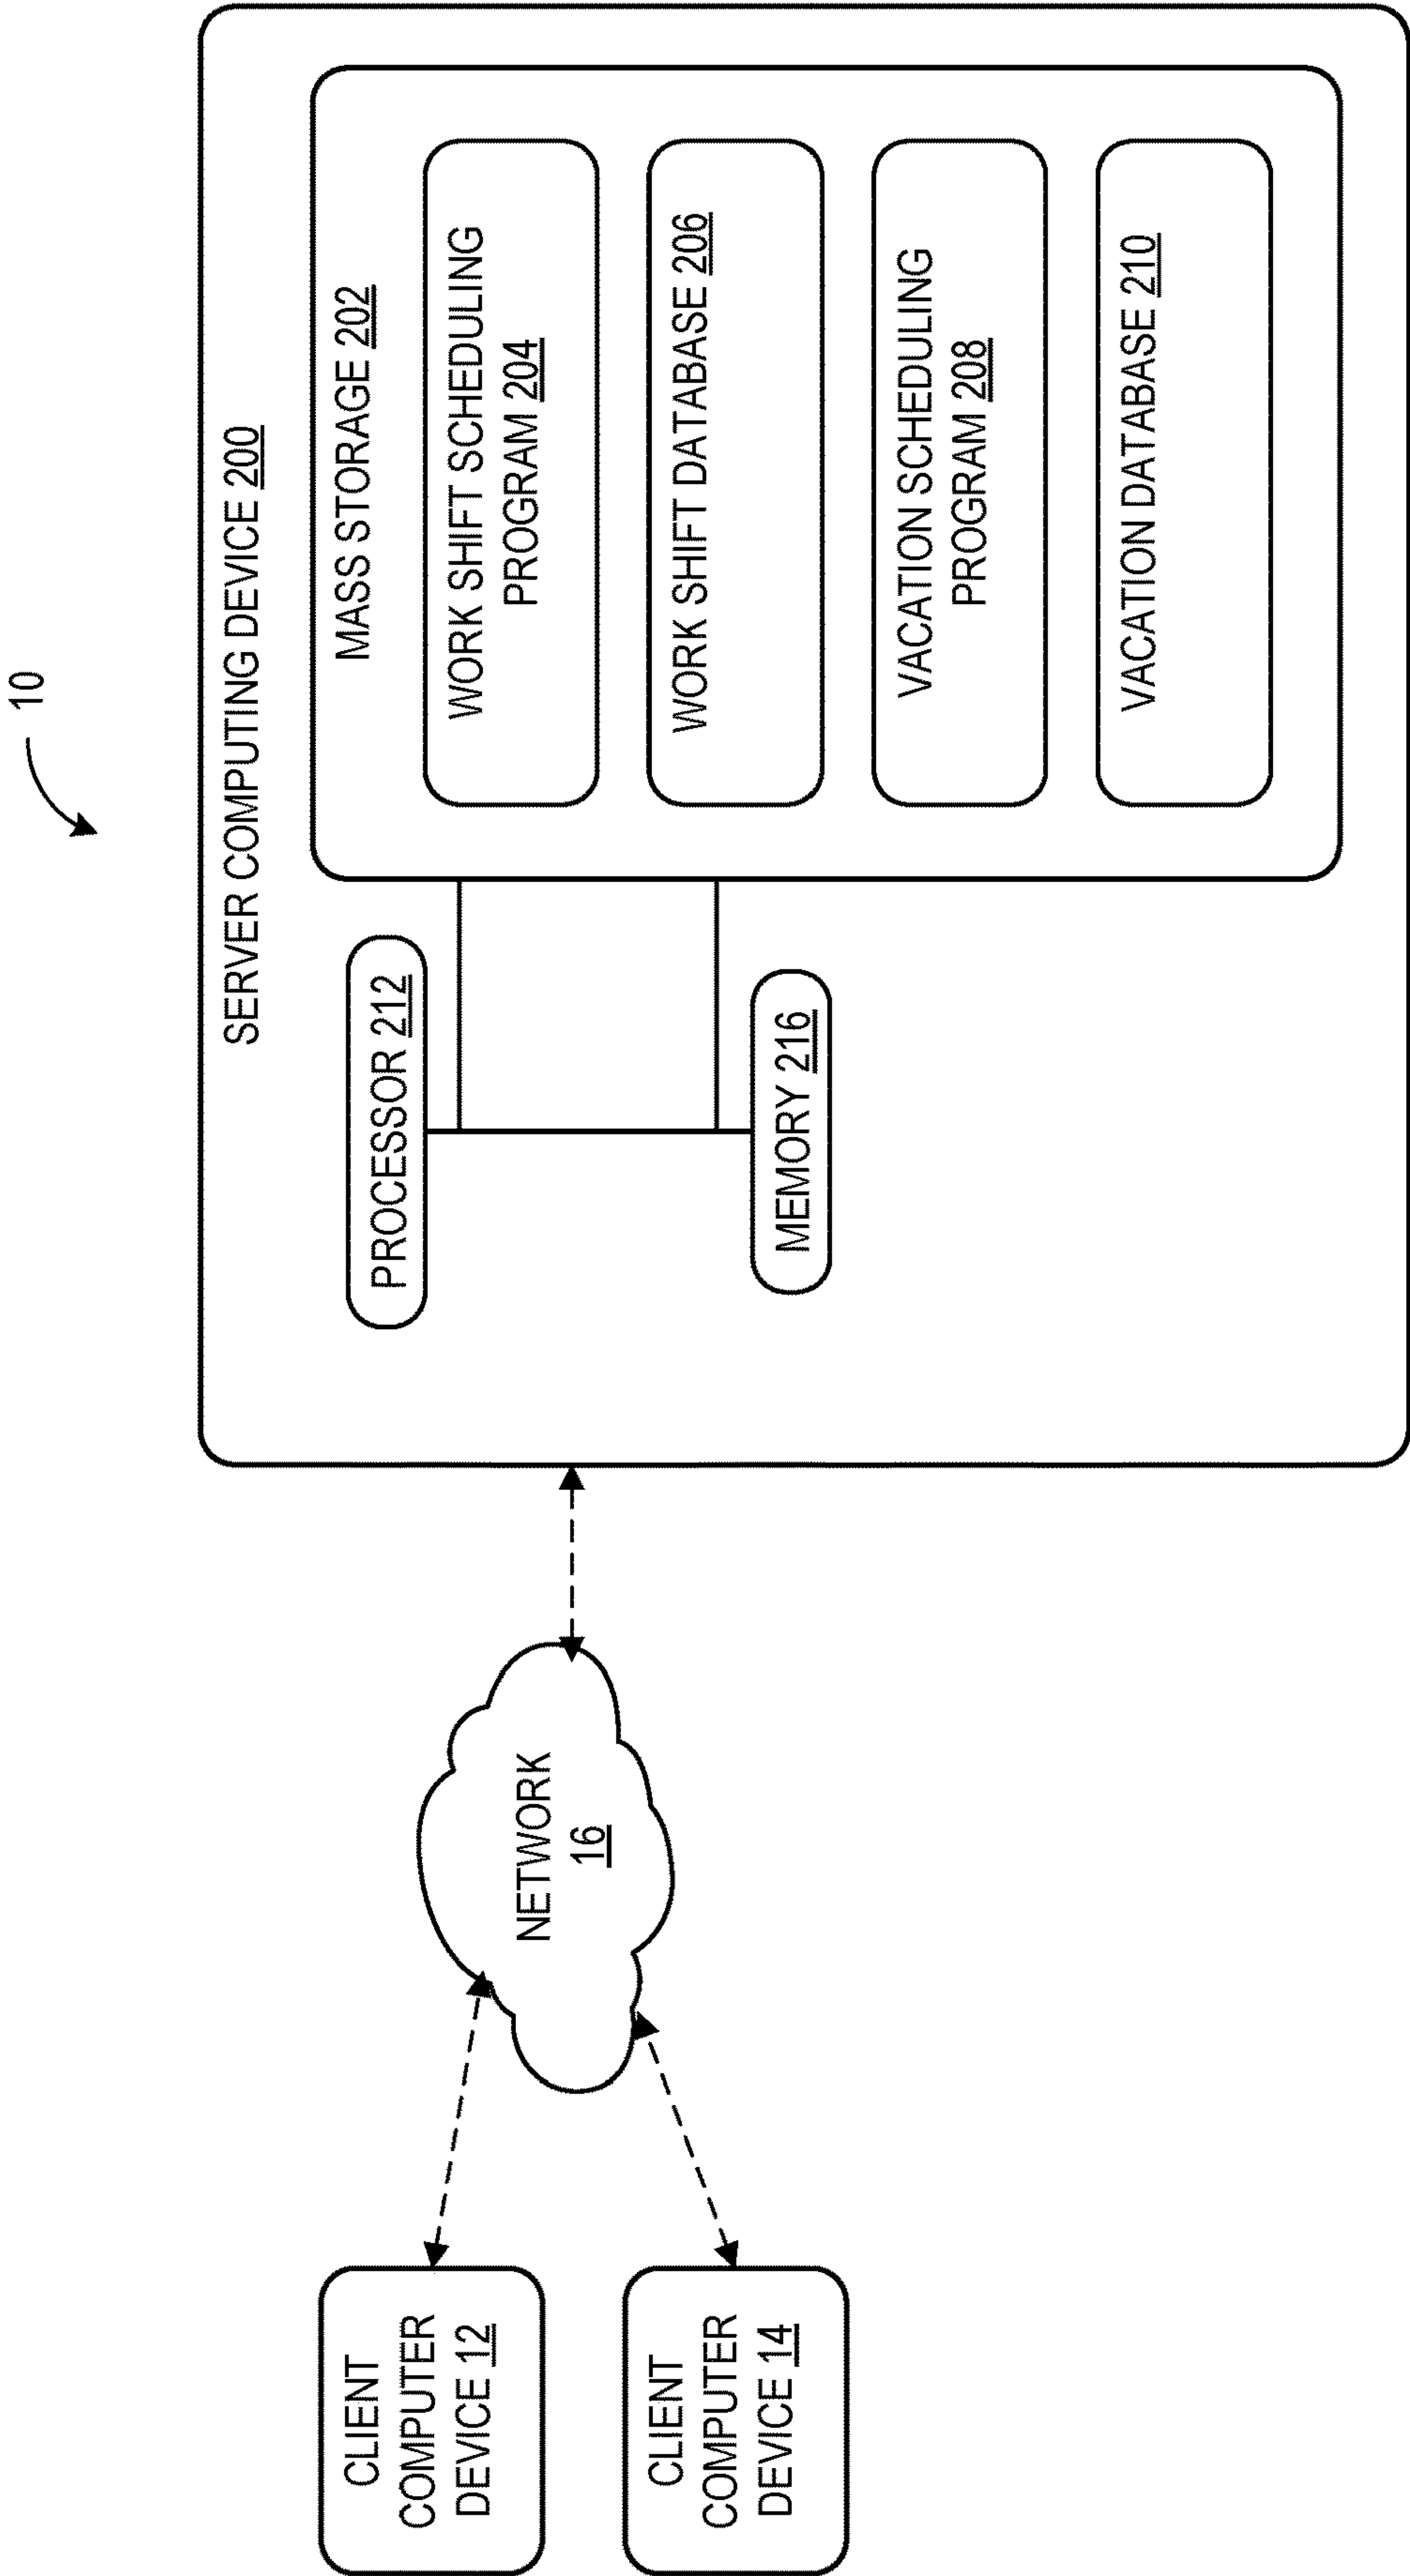 10
CLIENT
COMPUTER
DEVICE 12
CLIENT
COMPUTER
DEVICE 14
NETWORK
16
SERVER COMPUTING DEVICE 200
PROCESSOR 212
MEMORY 216
MASS STORAGE 202
WORK SHIFT SCHEDULING
PROGRAM 204
WORK SHIFT DATABASE 206
VACATION SCHEDULING
PROGRAM 208
VACATION DATABASE 210